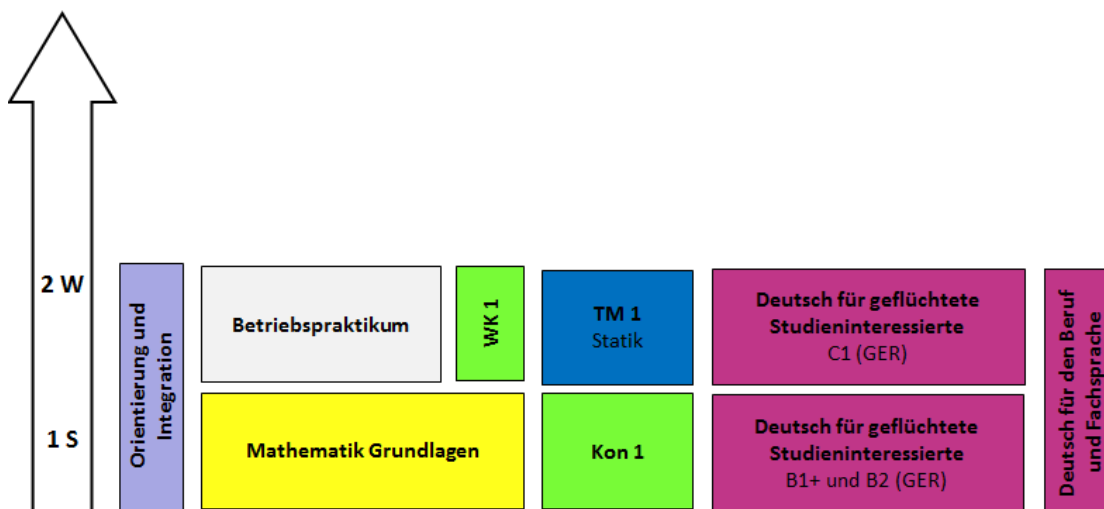 2 W
Orientierung und
Integration
Betriebspraktikum
WK 1
TM 1
Statik
Deutsch für geflüchtete
Studieninteressierte
C1 (GER)
Deutsch für den Beruf
und Fachsprache
1 S
Mathematik Grundlagen
Kon 1
Deutsch für geflüchtete
Studieninteressierte
B1+ und B2 (GER)